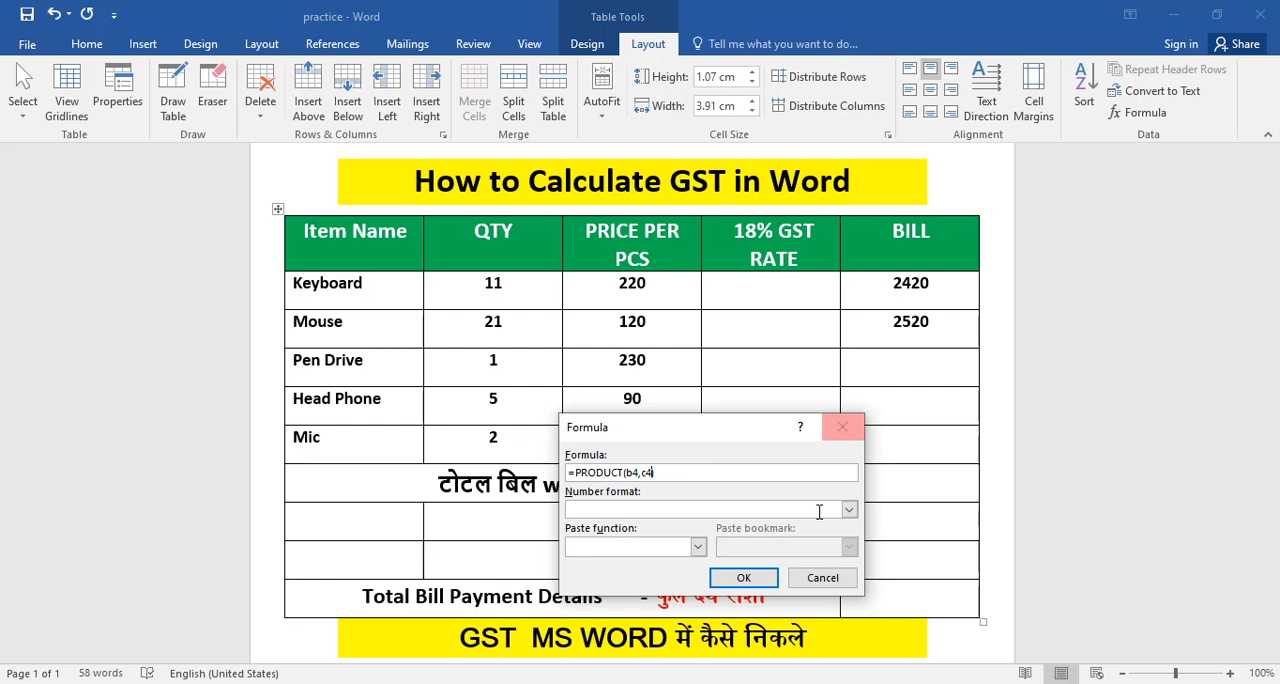 practice - Word
Table Tools
File Home Insert Design Layout References Mailings Review View Design Layout Tell me what you want to do... Sign in Share
Select
View Gridlines
Properties
Table
Draw Table
Eraser
Draw
Delete
Insert Above
Insert Below
Insert Left
Insert Right
Rows & Columns
Merge Cells
Split Cells
Split Table
Merge
AutoFit
Height: 1.07 cm
Width: 3.91 cm
Distribute Rows
Distribute Columns
Cell Size
Text Direction
Cell Margins
Alignment
Sort
Repeat Header Rows
Convert to Text
fx Formula
Data
How to Calculate GST in Word
Item Name QTY PRICE PER PCS 18% GST RATE BILL
Keyboard 11 220 2420
Mouse 21 120 2520
Pen Drive 1 230
Head Phone 5 90
Mic 2
टोटल बिल
Formula ?
Formula:
=PRODUCT(b4,c4)
Number format:
Paste function: Paste bookmark:
OK Cancel
Total Bill Payment Details -
GST MS WORD में कैसे निकले
Page 1 of 1 58 words English (United States) 100%